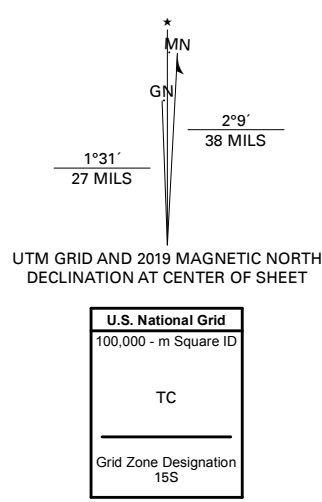 ★
MN
GN
2°9´
38 MILS
1°31´
27 MILS
UTM GRID AND 2019 MAGNETIC NORTH
DECLINATION AT CENTER OF SHEET
U.S. National Grid
100,000 - m Square ID
TC
Grid Zone Designation
15S